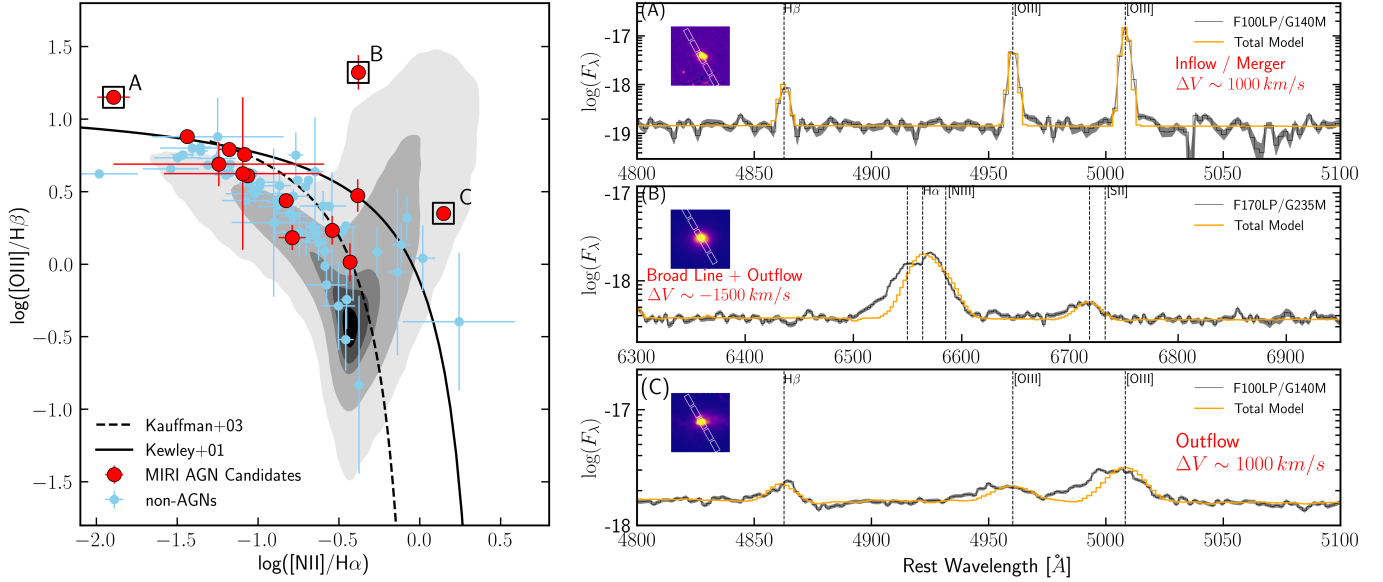 1.5
1.0
0.5
0.0
−0.5
−1.0
−1.5
log([OIII]/Hβ)
A
B
C
Kauffman+03
Kewley+01
MIRI AGN Candidates
non-AGNs
−2.0 −1.5 −1.0 −0.5 0.0 0.5
log([NII]/Hα)
(A)
Hβ [OIII] [OIII]
F100LP/G140M
Total Model
Inflow / Merger
ΔV ∼ 1000 km/s
-17
-18
-19
log(Fλ)
4800 4850 4900 4950 5000 5050 5100
(B)
Hα [NIII] [SII]
F170LP/G235M
Total Model
Broad Line + Outflow
ΔV ∼ −1500 km/s
-18
log(Fλ)
6300 6400 6500 6600 6700 6800 6900
(C)
Hβ [OIII] [OIII]
F100LP/G140M
Total Model
Outflow
ΔV ∼ 1000 km/s
-17
-18
log(Fλ)
4800 4850 4900 4950 5000 5050 5100
Rest Wavelength [Å]